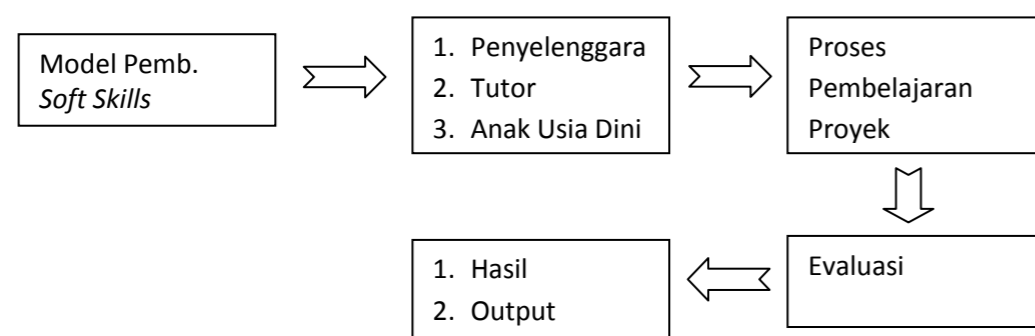 Model Pemb.
Soft Skills
1. Penyelenggara
2. Tutor
3. Anak Usia Dini
Proses
Pembelajaran
Proyek
Evaluasi
1. Hasil
2. Output